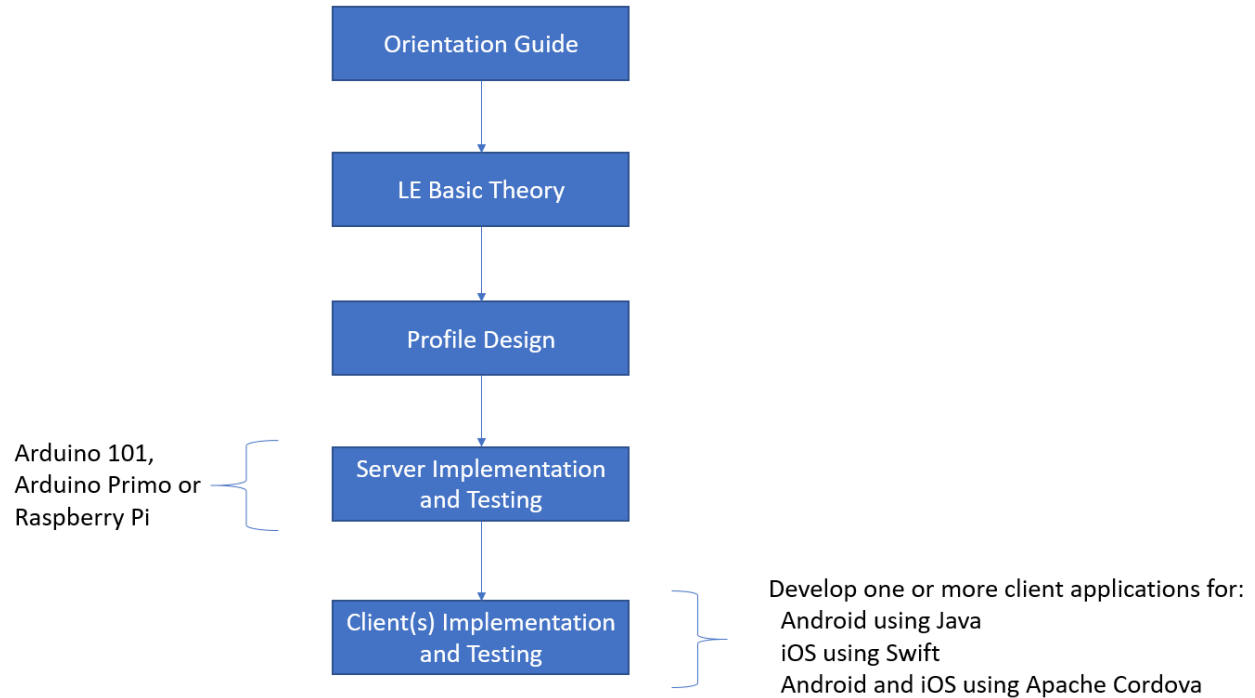 Orientation Guide
LE Basic Theory
Profile Design
Arduino 101,
Arduino Primo or
Raspberry Pi
Server Implementation
and Testing
Client(s) Implementation
and Testing
Develop one or more client applications for:
Android using Java
iOS using Swift
Android and iOS using Apache Cordova